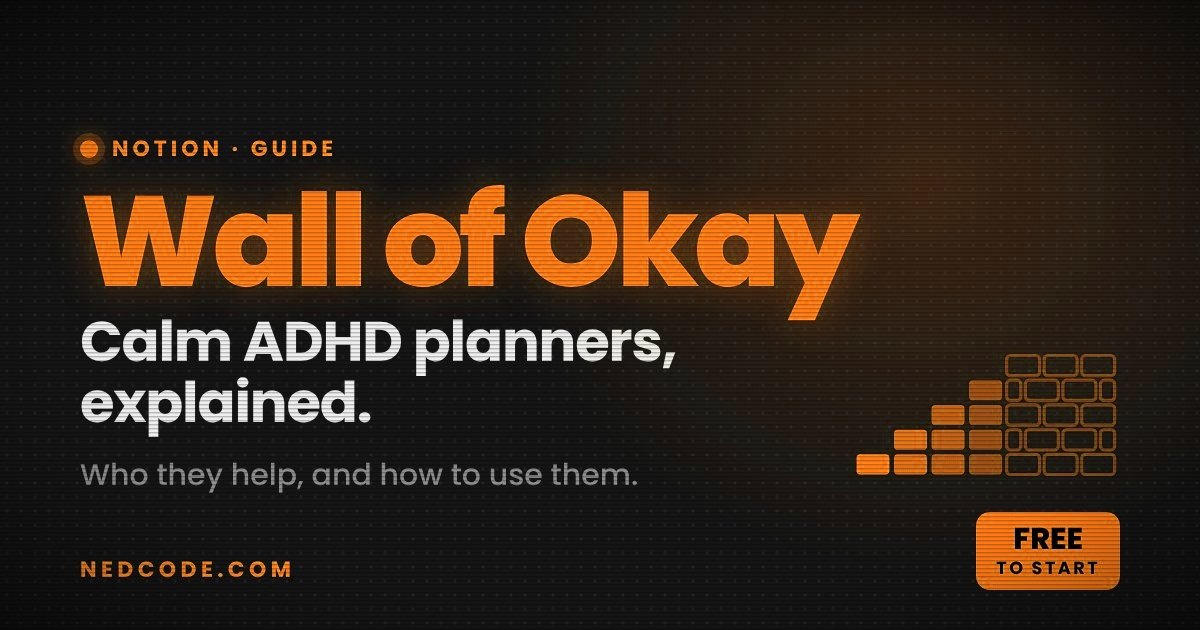 NOTION · GUIDE
Wall of Okay
Calm ADHD planners,
explained.
Who they help, and how to use them.
NEDCODE.COM
FREE
TO START